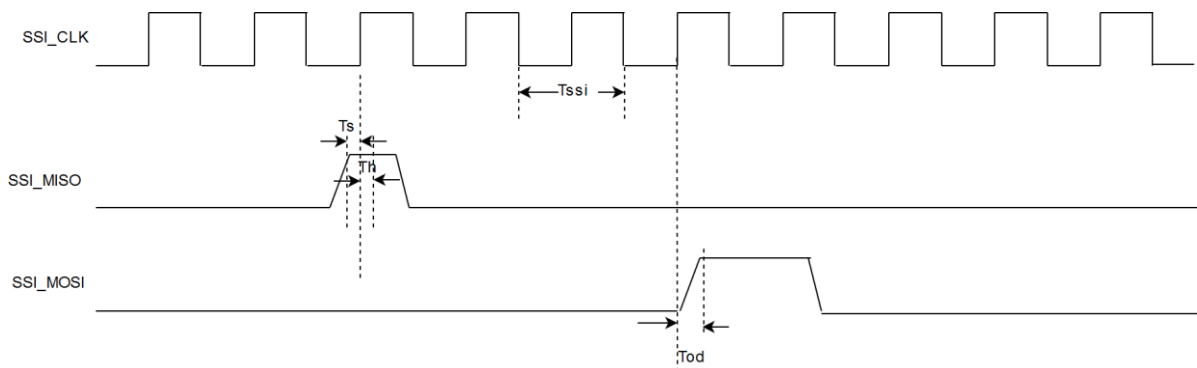 SSI_CLK
Tssi
Ts
Th
SSI_MISO
SSI_MOSI
Tod